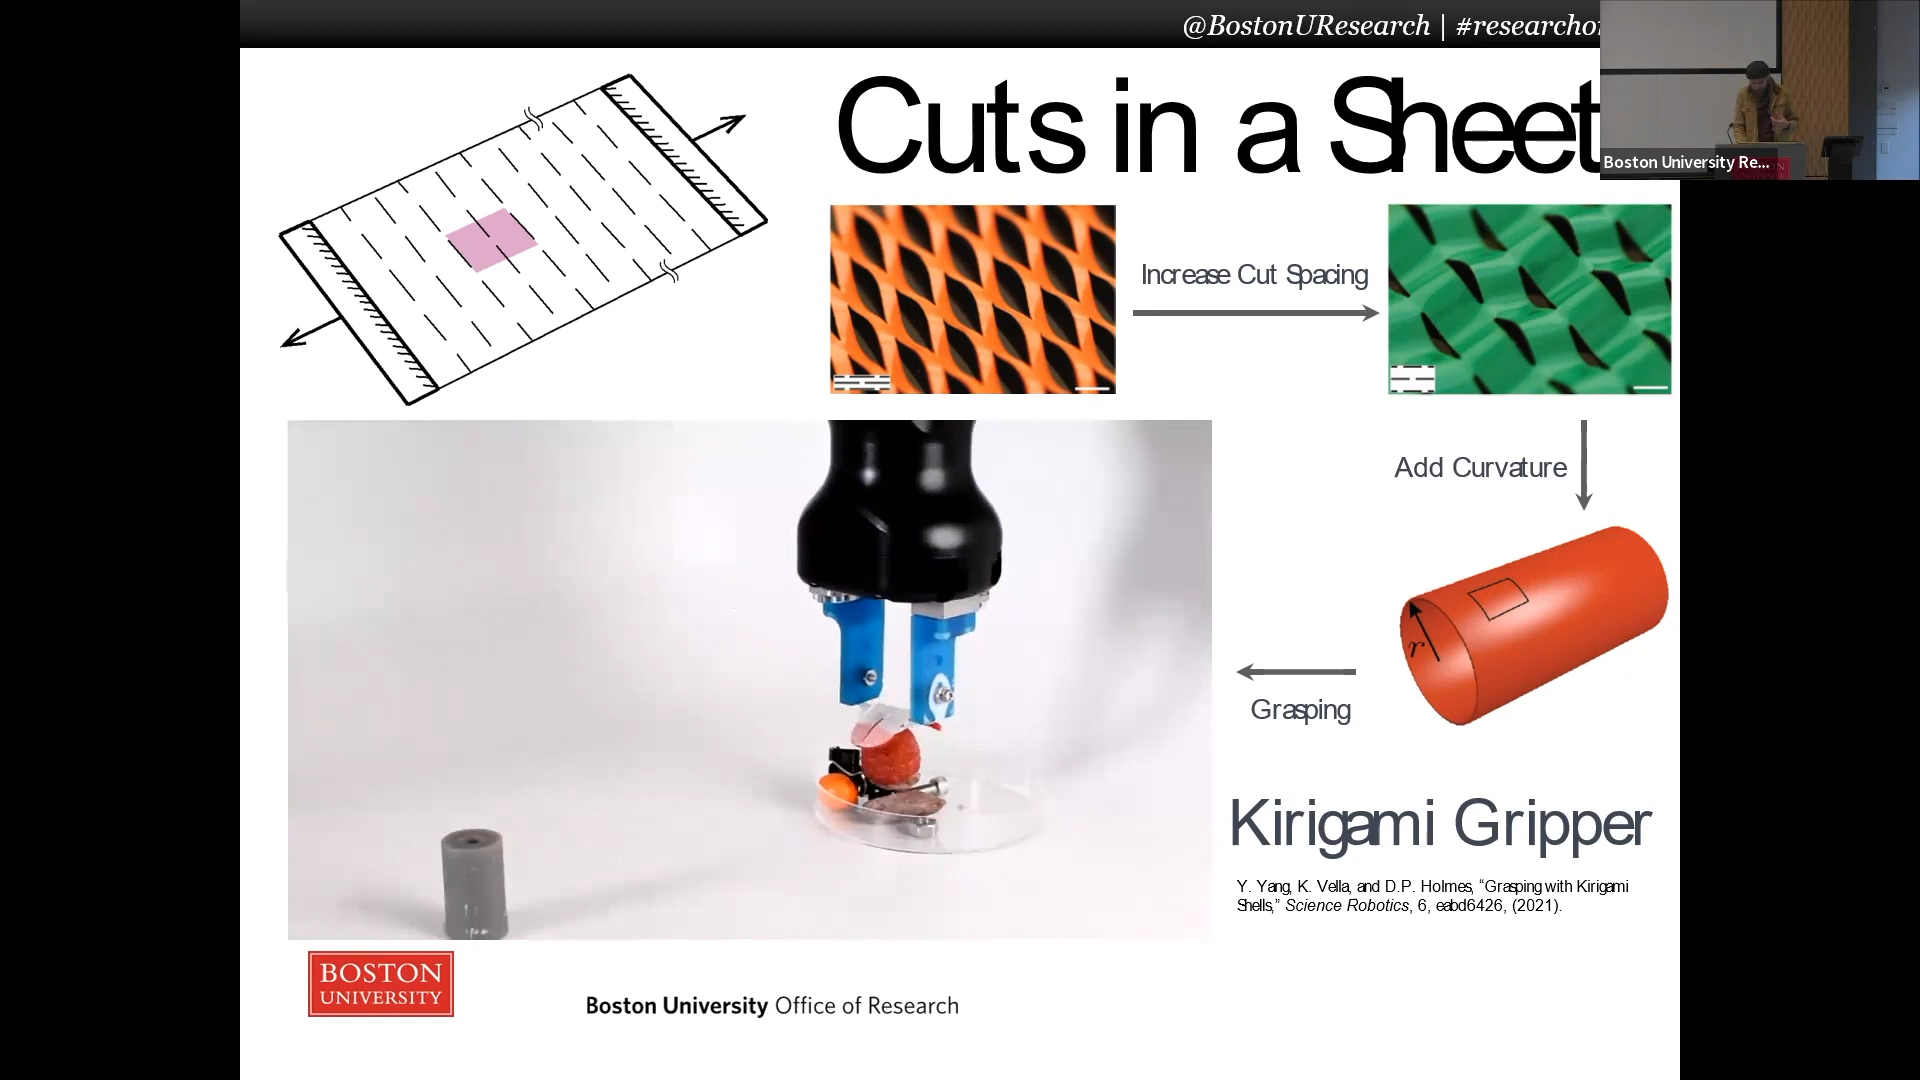 @BostonUResearch | #researcho
Cuts in a Sheet
Boston University Re...
Increase Cut Spacing
Add Curvature
r
Grasping
Kirigami Gripper
Y. Yang, K. Vella, and D.P. Holmes, “Grasping with Kirigami
Shells,” Science Robotics, 6, eabd6426, (2021).
BOSTON
UNIVERSITY
Boston University Office of Research